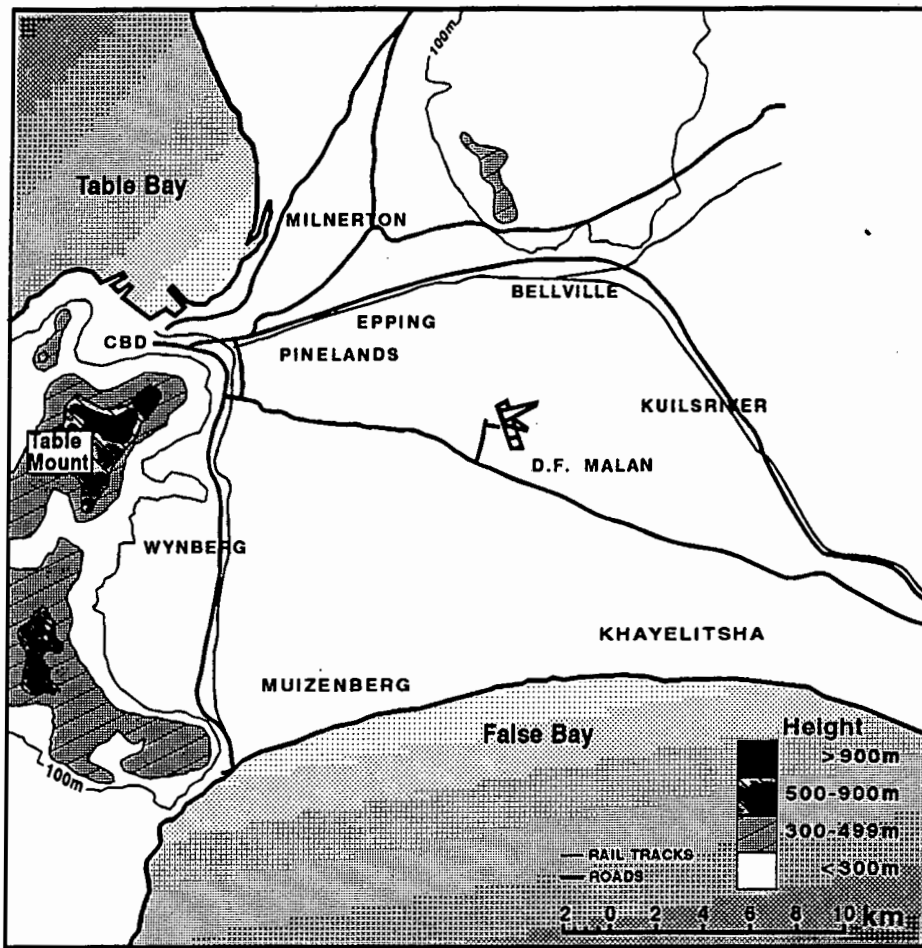 100m
Table Bay
MILNERTON
BELLVILLE
EPPING
CBD
PINELANDS
KUILSRIVER
Table
Mount
D.F. MALAN
WYNBERG
KHAYELITSHA
MUIZENBERG
False Bay
Height
>900m
500-900m
300-499m
<300m
100m
RAIL TRACKS
ROADS
2 0 2 4 6 8 10 km